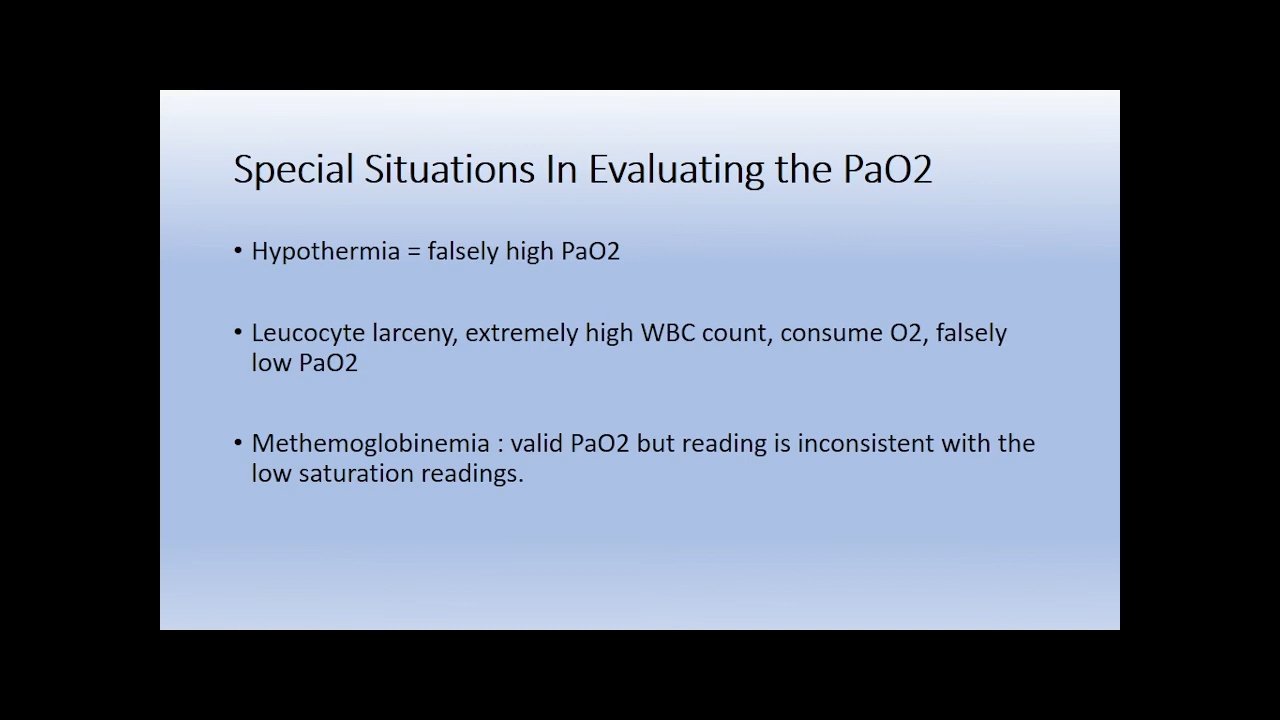 Special Situations In Evaluating the PaO2
• Hypothermia = falsely high PaO2
• Leucocyte larceny, extremely high WBC count, consume O2, falsely
low PaO2
• Methemoglobinemia : valid PaO2 but reading is inconsistent with the
low saturation readings.